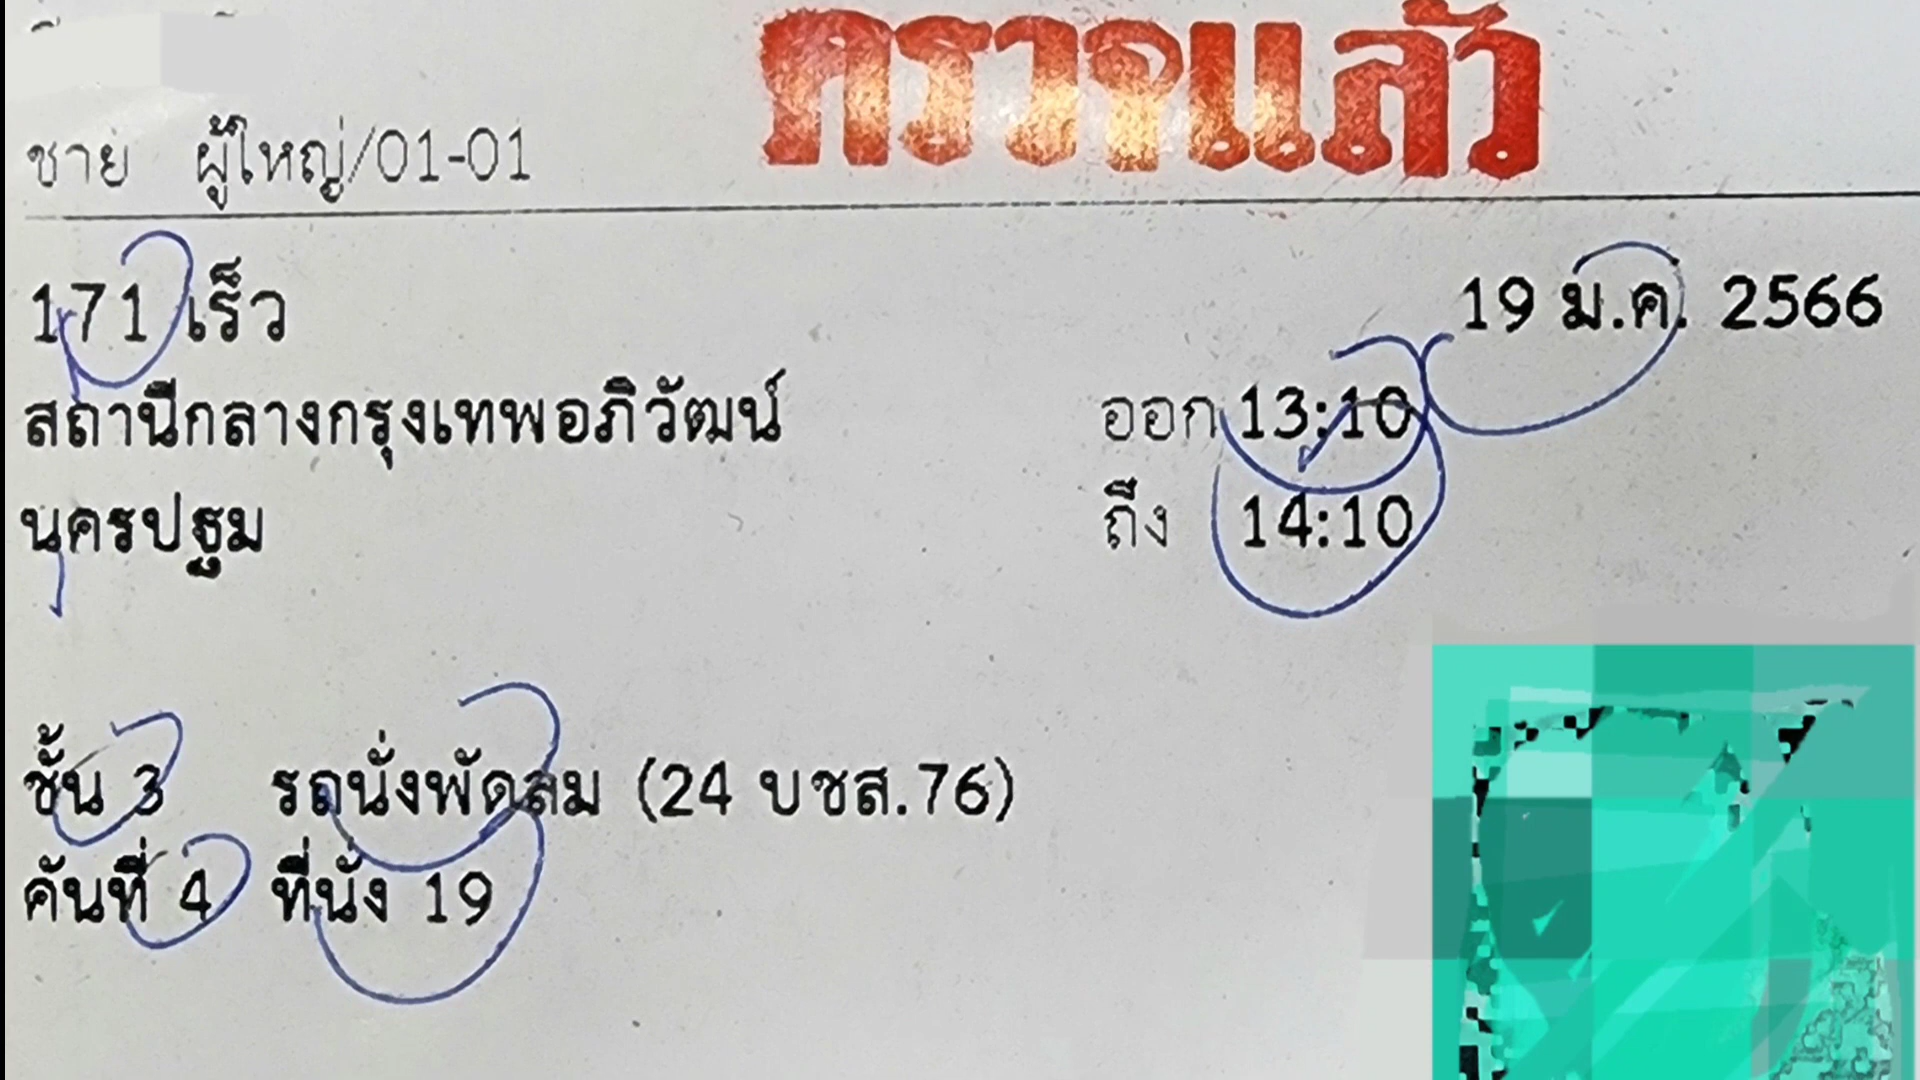 ตรวจแล้ว
ชาย ผู้ใหญ่/01-01
171 เร็ว 19 ม.ค. 2566
สถานีกลางกรุงเทพอภิวัฒน์ ออก 13:10
นครปฐม ถึง 14:10
ชั้น 3 รถนั่งพัดลม (24 บชส.76)
คันที่ 4 ที่นั่ง 19